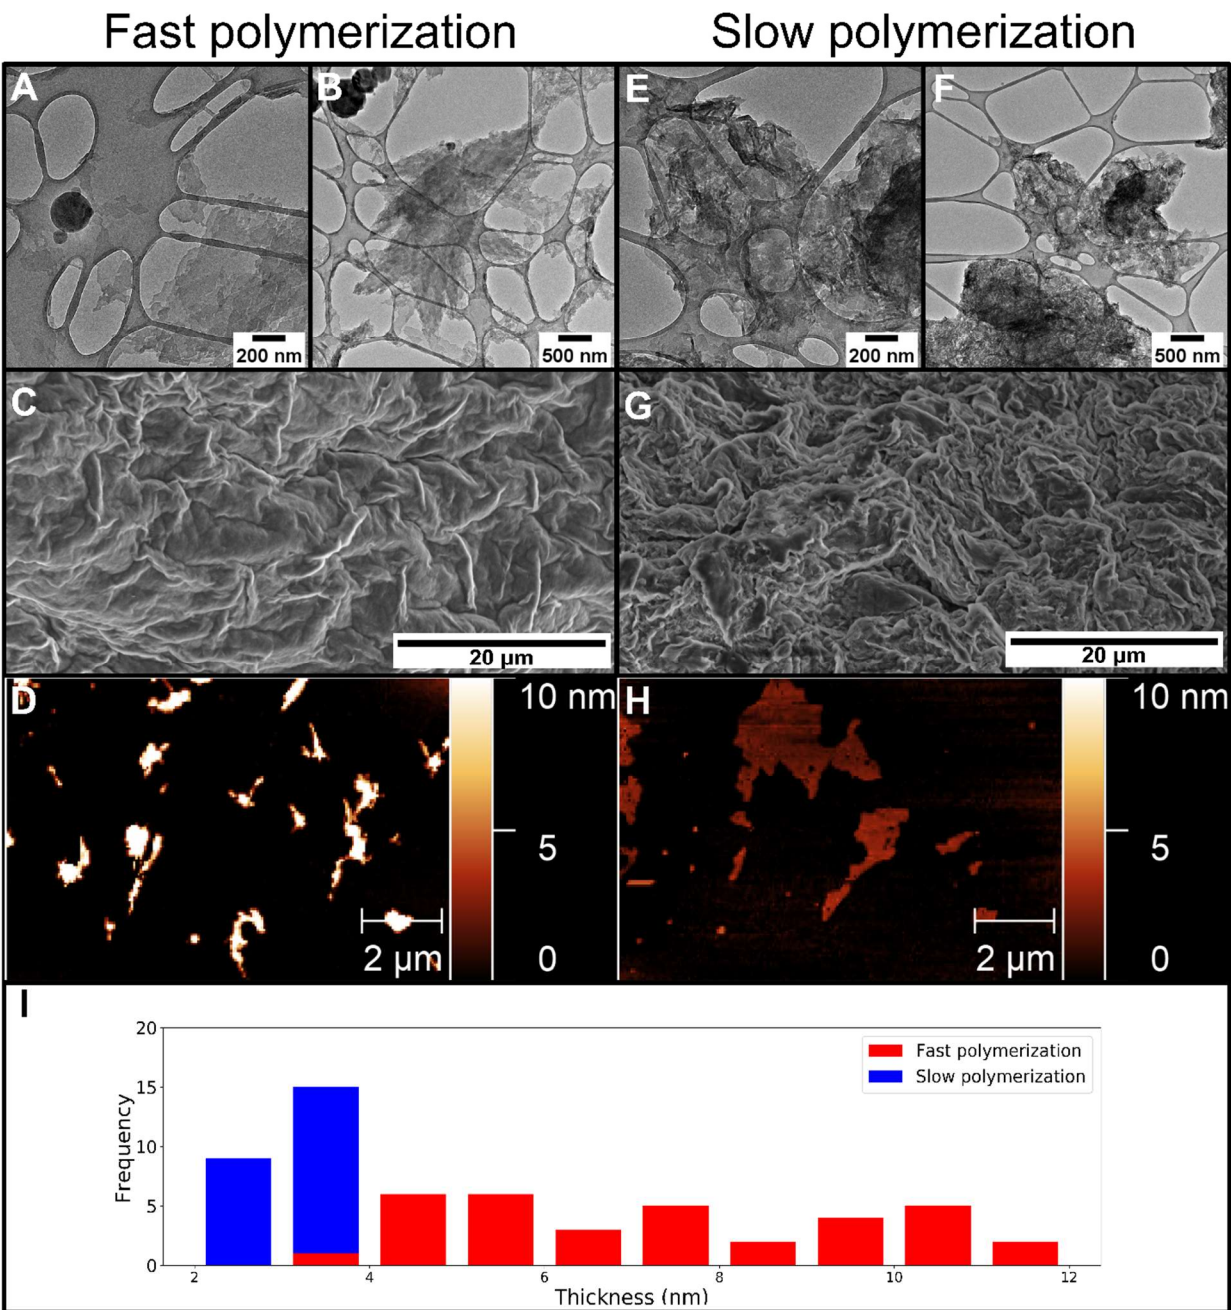 Fast polymerization
Slow polymerization
A
200 nm
B
500 nm
E
200 nm
F
500 nm
C
20 µm
G
20 µm
D
2 µm
10 nm
5
0
H
2 µm
10 nm
5
0
I
Frequency
20
15
10
5
0
Fast polymerization
Slow polymerization
2 4 6 8 10 12
Thickness (nm)